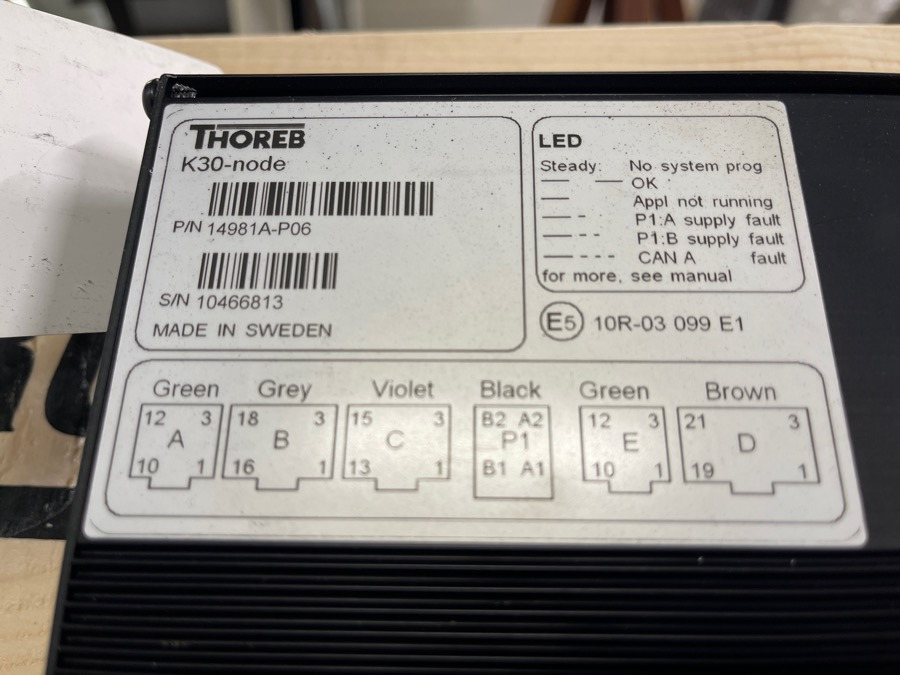 THOREB
K30-node
P/N 14981A-P06
S/N 10466813
MADE IN SWEDEN
LED
Steady: No system prog
OK
Appl not running
P1:A supply fault
P1:B supply fault
CAN A fault
for more, see manual
E5 10R-03 099 E1
Green Grey Violet Black Green Brown
12 3 18 3 15 3 B2 A2 12 3 21 3
A B C P1 E D
10 1 16 1 13 1 B1 A1 10 1 19 1